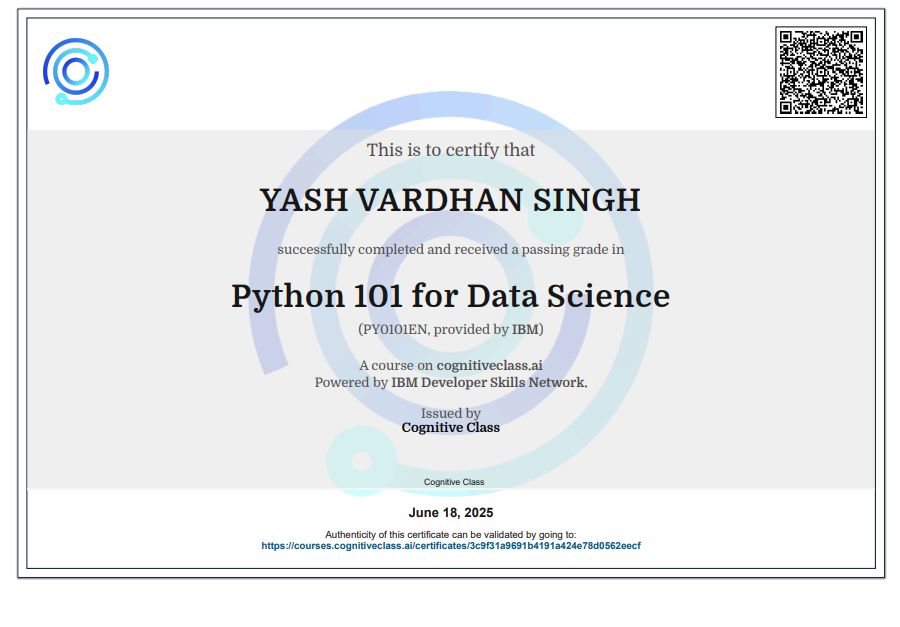 This is to certify that
YASH VARDHAN SINGH
successfully completed and received a passing grade in
Python 101 for Data Science
(PY0101EN, provided by IBM)
A course on cognitiveclass.ai
Powered by IBM Developer Skills Network.
Issued by
Cognitive Class
Cognitive Class
June 18, 2025
Authenticity of this certificate can be validated by going to:
https://courses.cognitiveclass.ai/certificates/3c9f31a9691b4191a424e78d0562eecf